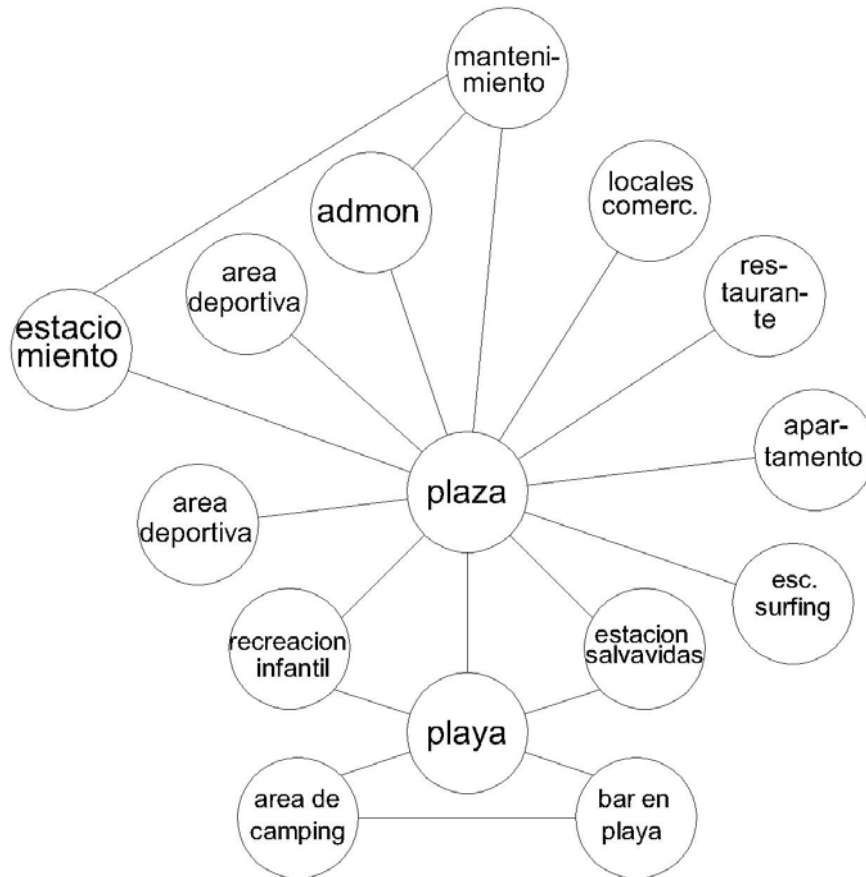 manteni-
miento
locales
comerc.
admon
area
deportiva
res-
tauran-
te
estacio
miento
apar-
tamento
plaza
area
deportiva
esc.
surfing
recreacion
infantil
estacion
salvavidas
playa
area de
camping
bar en
playa